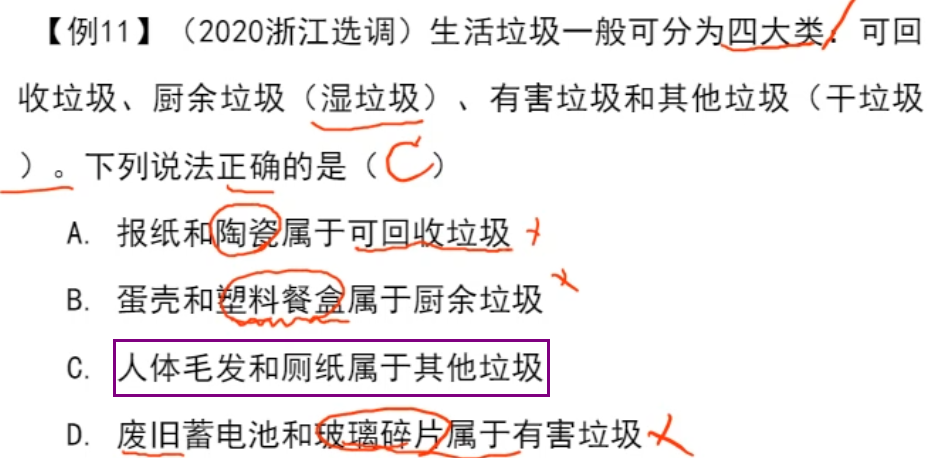 【例11】（2020浙江选调）生活垃圾一般可分为四大类：可回
收垃圾、厨余垃圾（湿垃圾）、有害垃圾和其他垃圾（干垃圾
）。下列说法正确的是（C）
A. 报纸和陶瓷属于可回收垃圾
B. 蛋壳和塑料餐盒属于厨余垃圾
C. 人体毛发和厕纸属于其他垃圾
D. 废旧蓄电池和玻璃碎片属于有害垃圾